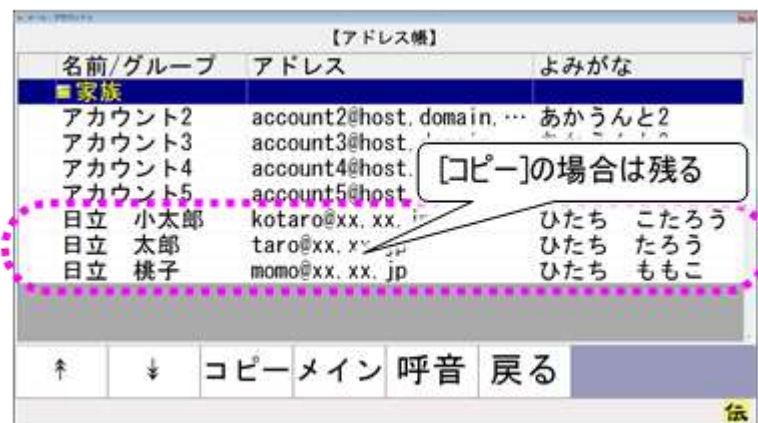 【アドレス帳】
名前/グループ アドレス よみがな
■家族
アカウント2 account2@host.domain.… あかうんと2
アカウント3 account3@host.
アカウント4 account4@host.
アカウント5 account5@host
[コピー]の場合は残る
日立 小太郎 kotaro@xx.xx. ひたち こたろう
日立 太郎 taro@xx. jp ひたち たろう
日立 桃子 momo@xx.xx.jp ひたち ももこ
↟ ↡ コピー メイン 呼音 戻る
伝